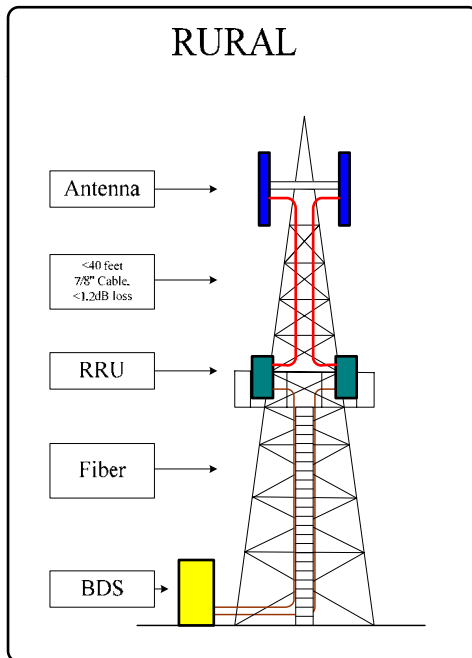 RURAL
Antenna
<40 feet
7/8" Cable,
<1.2dB loss
RRU
Fiber
BDS